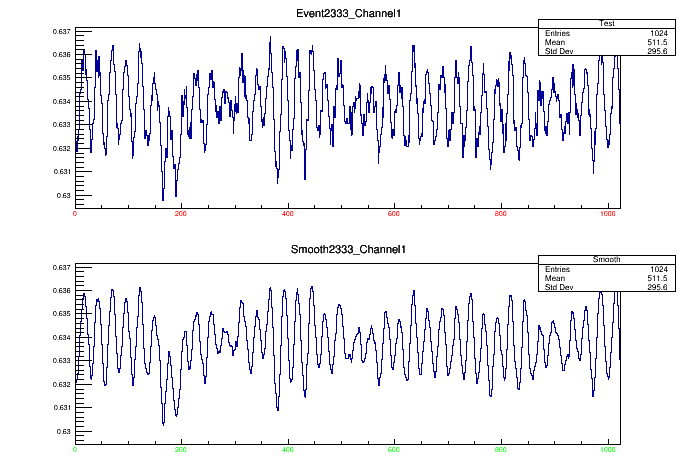 Event2333_Channel1
Test
Entries 1024
Mean 511.5
Std Dev 295.6
0.637
0.636
0.635
0.634
0.633
0.632
0.631
0.63
0 200 400 600 800 1000
Smooth2333_Channel1
Smooth
Entries 1024
Mean 511.5
Std Dev 295.6
0.637
0.636
0.635
0.634
0.633
0.632
0.631
0.63
0 200 400 600 800 1000